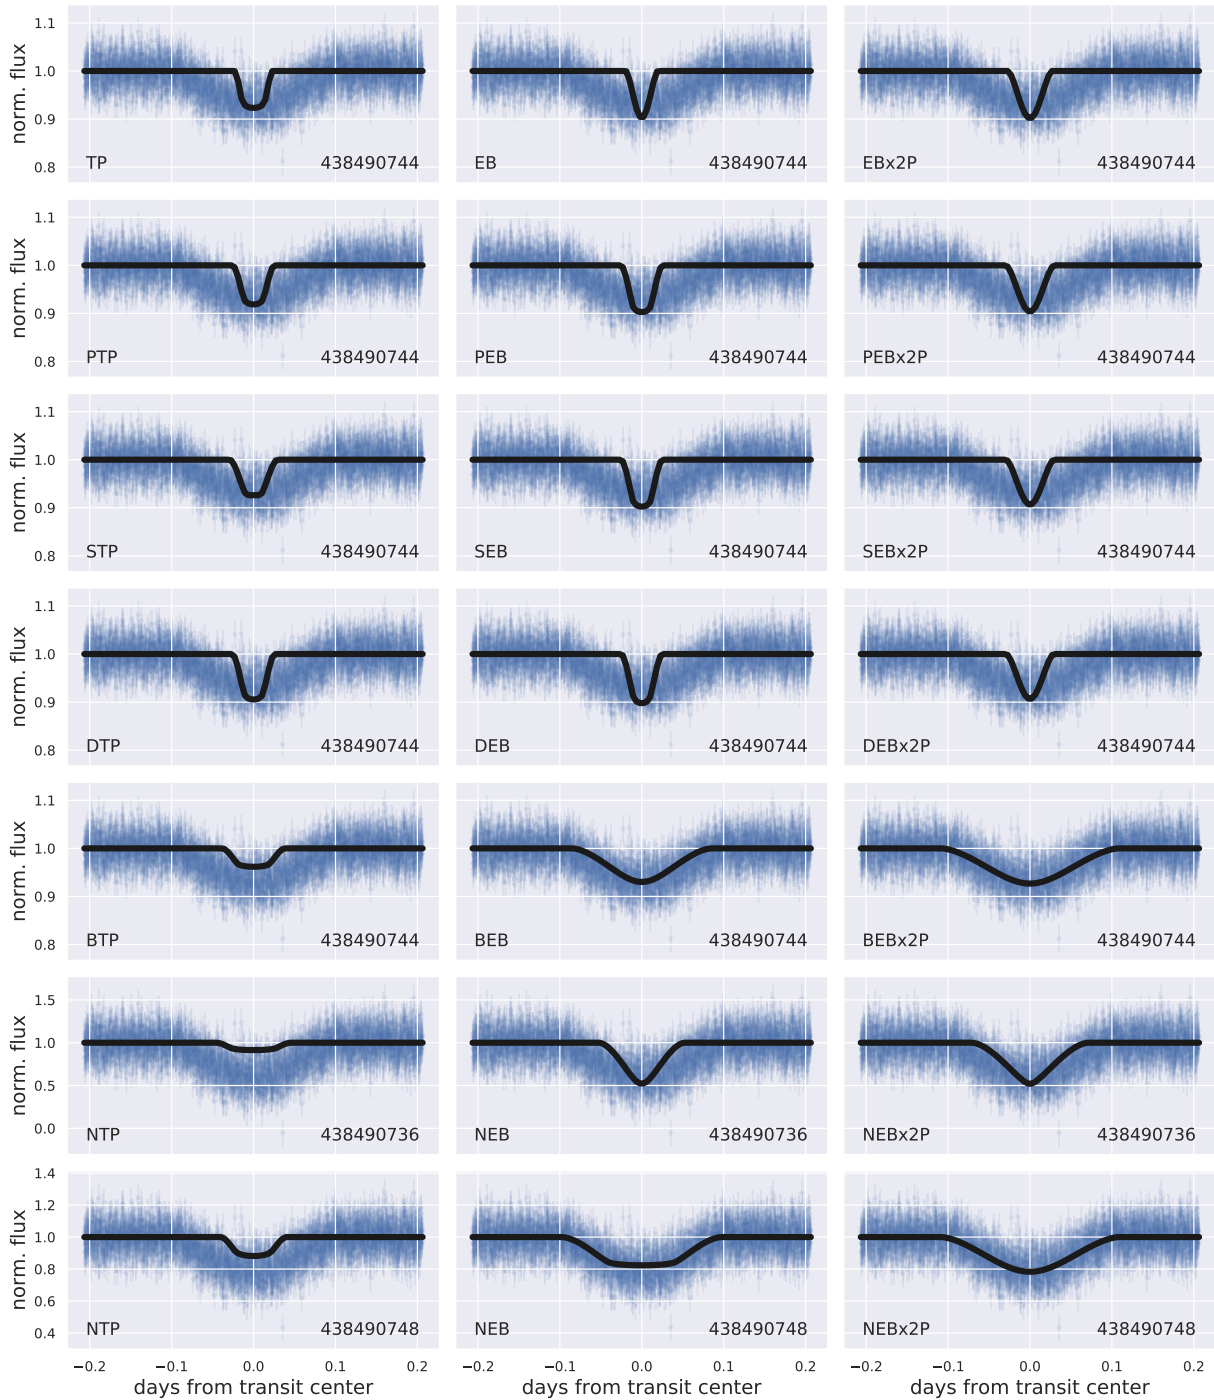 norm. flux
1.1
1.0
0.9
0.8
TP 438490744
EB 438490744
EBx2P 438490744
norm. flux
1.1
1.0
0.9
0.8
PTP 438490744
PEB 438490744
PEBx2P 438490744
norm. flux
1.1
1.0
0.9
0.8
STP 438490744
SEB 438490744
SEBx2P 438490744
norm. flux
1.1
1.0
0.9
0.8
DTP 438490744
DEB 438490744
DEBx2P 438490744
norm. flux
1.1
1.0
0.9
0.8
BTP 438490744
BEB 438490744
BEBx2P 438490744
norm. flux
1.5
1.0
0.5
0.0
NTP 438490736
NEB 438490736
NEBx2P 438490736
norm. flux
1.4
1.2
1.0
0.8
0.6
0.4
NTP 438490748
NEB 438490748
NEBx2P 438490748
−0.2 −0.1 0.0 0.1 0.2
−0.2 −0.1 0.0 0.1 0.2
−0.2 −0.1 0.0 0.1 0.2
days from transit center
days from transit center
days from transit center